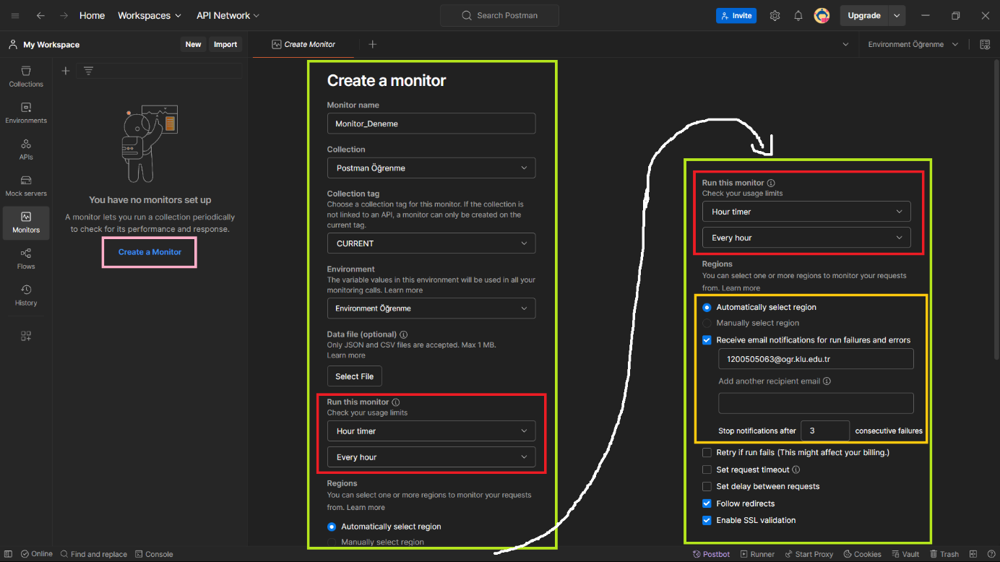 Home
Workspaces
API Network
Search Postman
Invite
Upgrade
My Workspace
New
Import
Create Monitor
Environment Öğrenme
Collections
Environments
APIs
Mock servers
Monitors
Flows
History
You have no monitors set up
A monitor lets you run a collection periodically
to check for its performance and response.
Create a Monitor
Create a monitor
Monitor name
Monitor_Deneme
Collection
Postman Öğrenme
Collection tag
Choose a collection tag for this monitor. If the collection is
not linked to an API, a monitor can only be created on the
current tag.
CURRENT
Environment
The variable values in this environment will be used in all your
monitoring calls. Learn more
Environment Öğrenme
Data file (optional)
Only JSON and CSV files are accepted. Max 1 MB.
Learn more
Select File
Run this monitor
Check your usage limits
Hour timer
Every hour
Regions
You can select one or more regions to monitor your requests
from. Learn more
Automatically select region
Manually select region
Run this monitor
Check your usage limits
Hour timer
Every hour
Regions
You can select one or more regions to monitor your requests
from. Learn more
Automatically select region
Manually select region
Receive email notifications for run failures and errors
1200505063@ogr.klu.edu.tr
Add another recipient email
Stop notifications after 3 consecutive failures
Retry if run fails (This might affect your billing.)
Set request timeout
Set delay between requests
Follow redirects
Enable SSL validation
Online
Find and replace
Console
Postbot
Runner
Start Proxy
Cookies
Vault
Trash